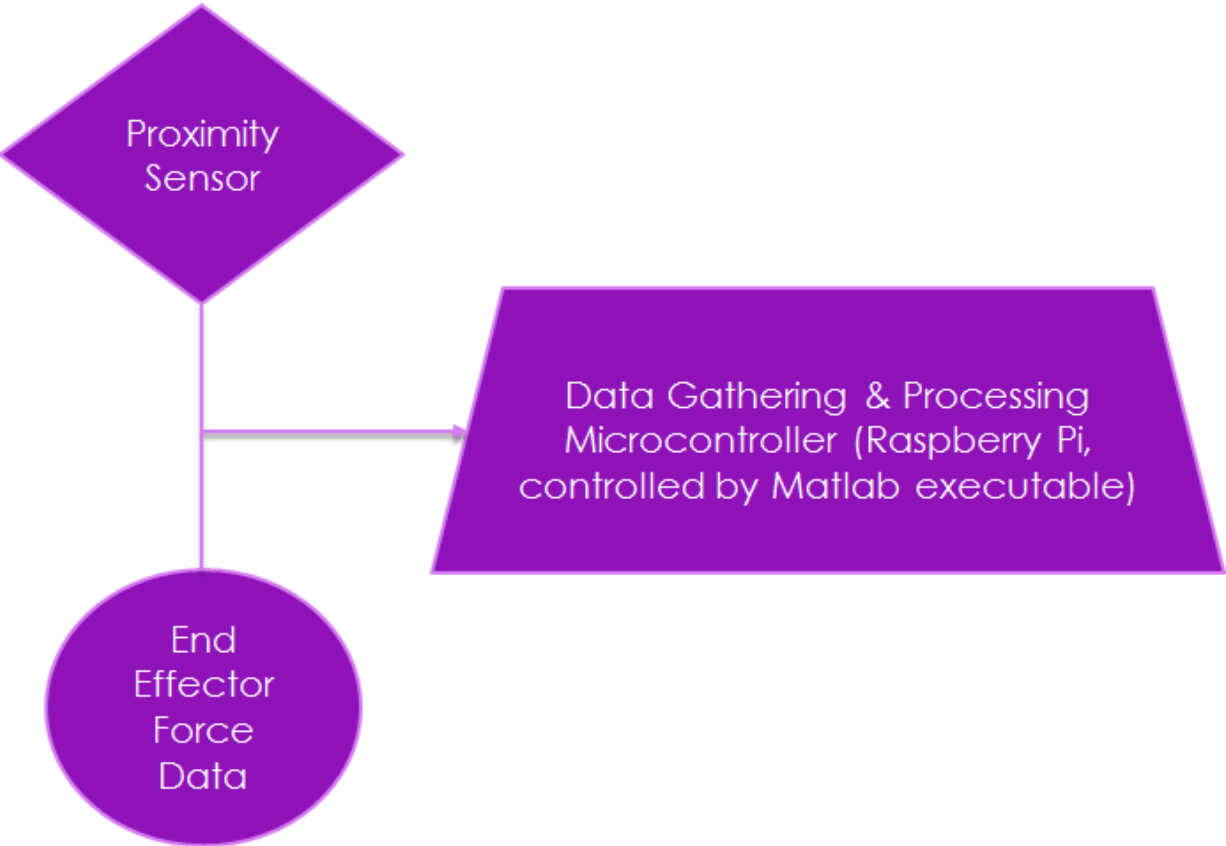 Proximity
Sensor
Data Gathering & Processing
Microcontroller (Raspberry Pi,
controlled by Matlab executable)
End
Effector
Force
Data